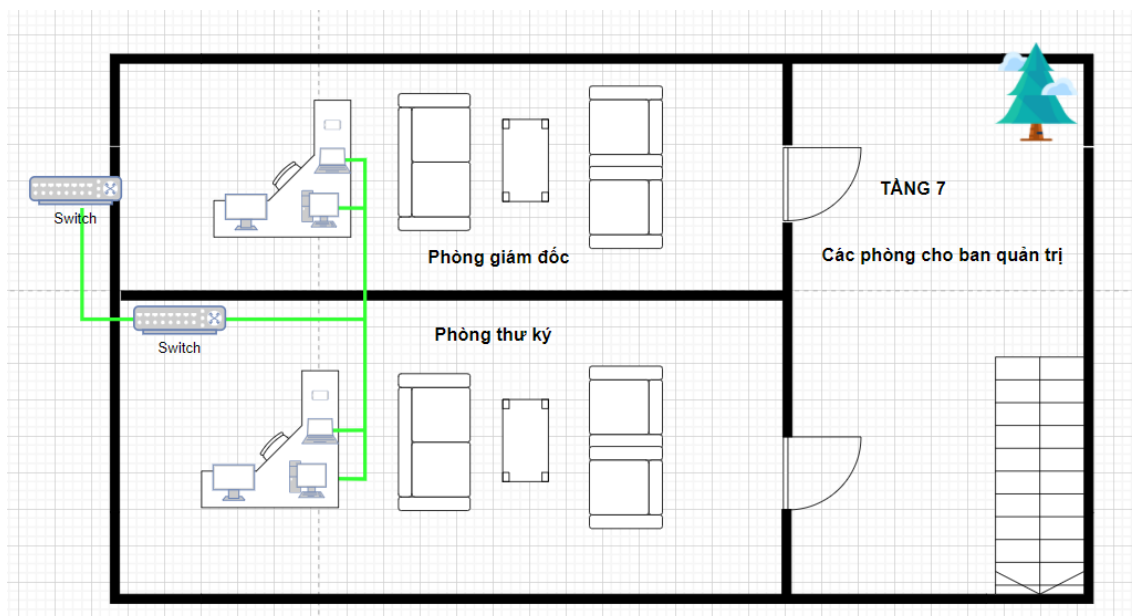 TẦNG 7
Switch
Phòng giám đốc
Các phòng cho ban quản trị
Phòng thư ký
Switch